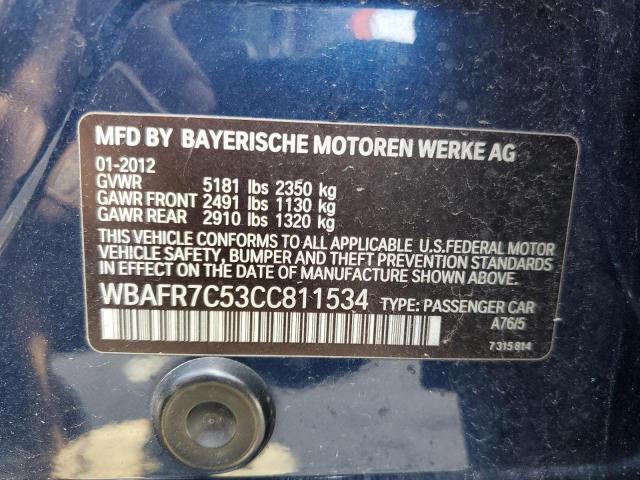 MFD BY BAYERISCHE MOTOREN WERKE AG
01-2012
GVWR 5181 lbs 2350 kg
GAWR FRONT 2491 lbs 1130 kg
GAWR REAR 2910 lbs 1320 kg
THIS VEHICLE CONFORMS TO ALL APPLICABLE U.S.FEDERAL MOTOR
VEHICLE SAFETY, BUMPER AND THEFT PREVENTION STANDARDS IN
EFFECT ON THE DATE OF MANUFACTURE SHOWN ABOVE.
WBAFR7C53CC811534 TYPE: PASSENGER CAR
A76/5
7315814